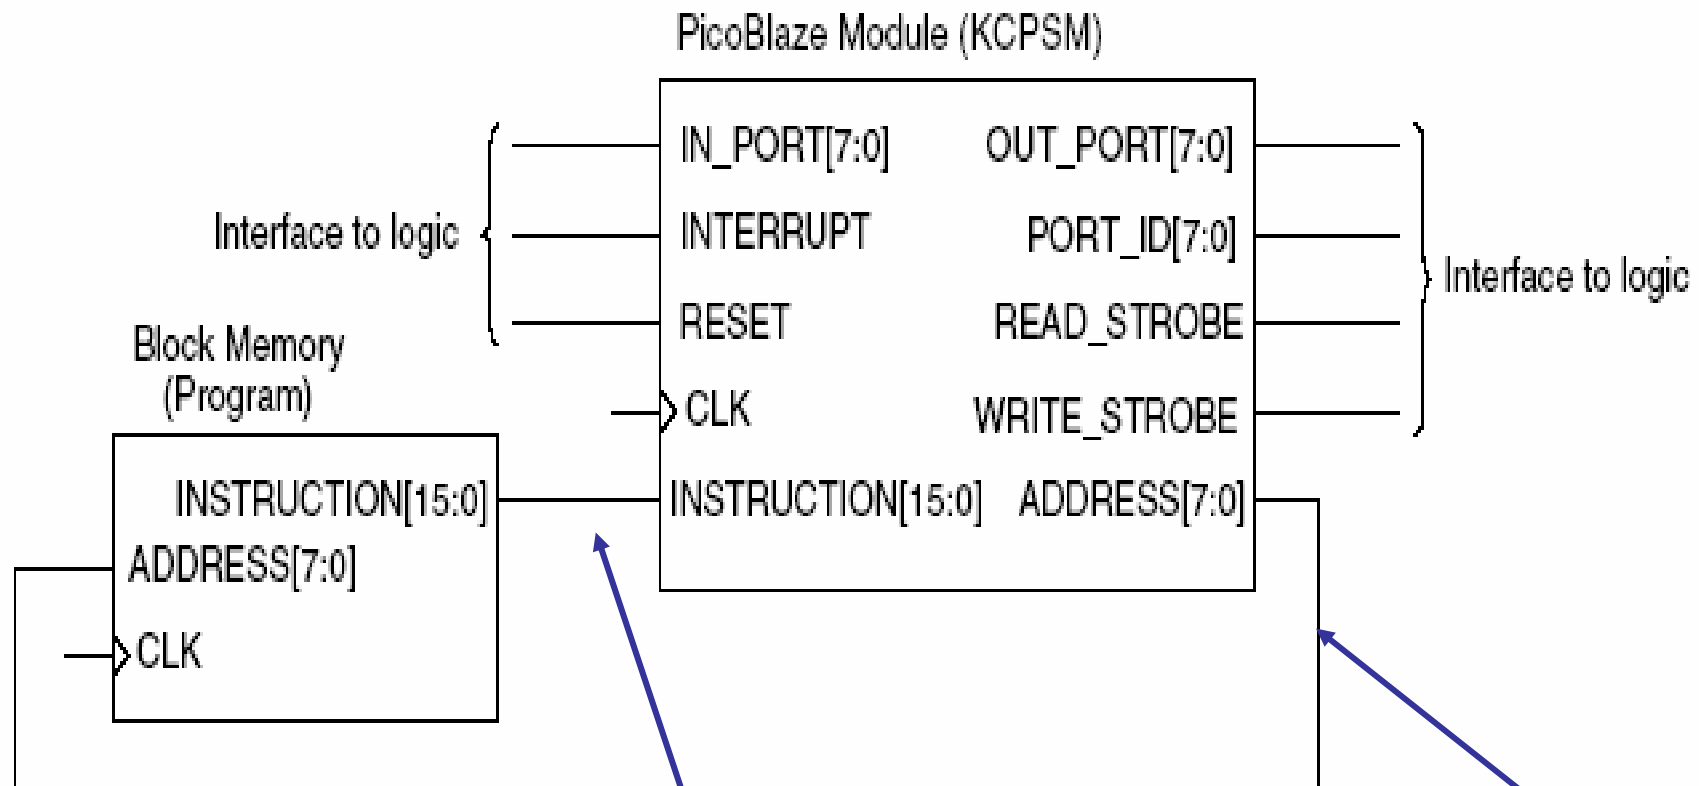 PicoBlaze Module (KCPSM)
IN_PORT[7:0] OUT_PORT[7:0]
Interface to logic
INTERRUPT PORT_ID[7:0]
Interface to logic
RESET READ_STROBE
Block Memory
(Program)
CLK WRITE_STROBE
INSTRUCTION[15:0] INSTRUCTION[15:0] ADDRESS[7:0]
ADDRESS[7:0]
CLK